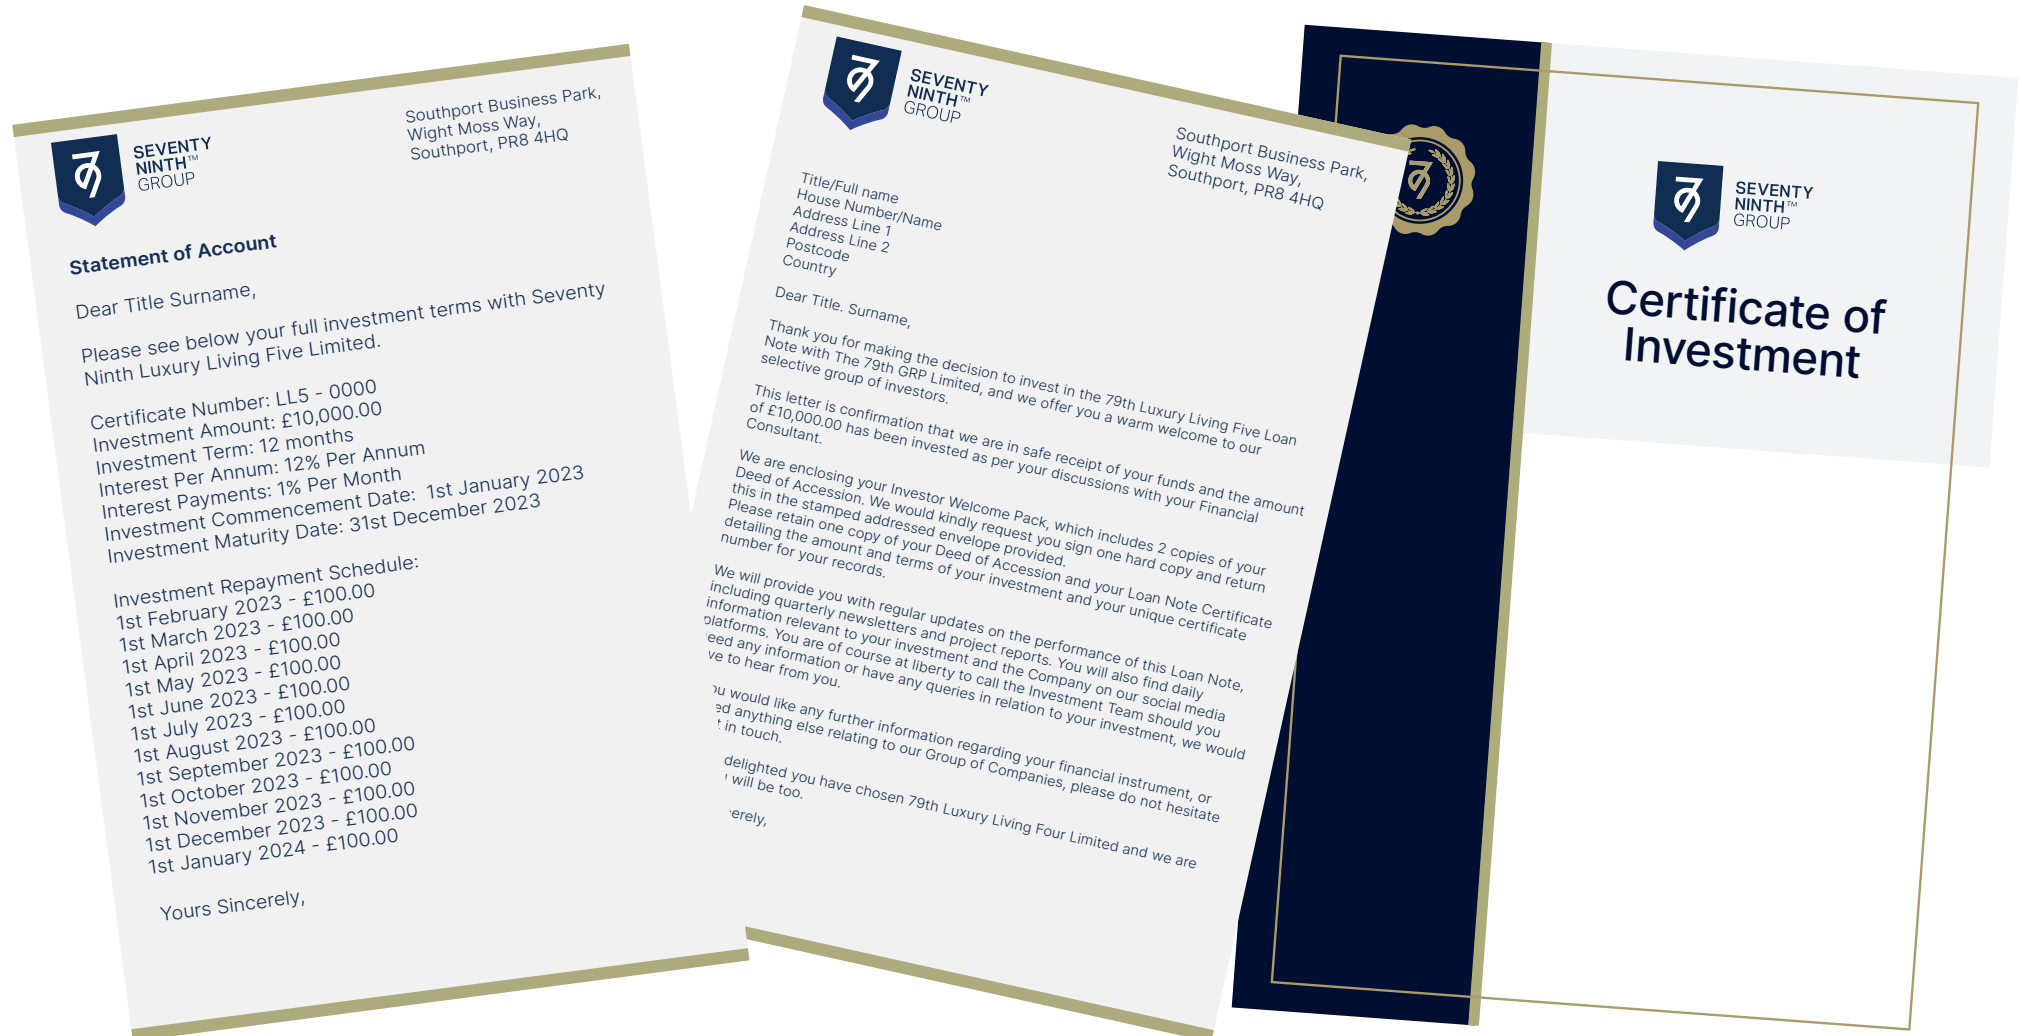 SEVENTY
NINTH™
GROUP
Southport Business Park,
Wight Moss Way,
Southport, PR8 4HQ
Statement of Account
Dear Title Surname,
Please see below your full investment terms with Seventy
Ninth Luxury Living Five Limited.
Certificate Number: LL5 - 0000
Investment Amount: £10,000.00
Investment Term: 12 months
Interest Per Annum: 12% Per Annum
Interest Payments: 1% Per Month
Investment Commencement Date: 1st January 2023
Investment Maturity Date: 31st December 2023
Investment Repayment Schedule:
1st February 2023 - £100.00
1st March 2023 - £100.00
1st April 2023 - £100.00
1st May 2023 - £100.00
1st June 2023 - £100.00
1st July 2023 - £100.00
1st August 2023 - £100.00
1st September 2023 - £100.00
1st October 2023 - £100.00
1st November 2023 - £100.00
1st December 2023 - £100.00
1st January 2024 - £100.00
Yours Sincerely,
SEVENTY
NINTH™
GROUP
Southport Business Park,
Wight Moss Way,
Southport, PR8 4HQ
Title/Full name
House Number/Name
Address Line 1
Address Line 2
Postcode
Country
Dear Title. Surname,
Thank you for making the decision to invest in the 79th Luxury Living Five Loan
Note with The 79th GRP Limited, and we offer you a warm welcome to our
selective group of investors.
This letter is confirmation that we are in safe receipt of your funds and the amount
of £10,000.00 has been invested as per your discussions with your Financial
Consultant.
We are enclosing your Investor Welcome Pack, which includes 2 copies of your
Deed of Accession. We would kindly request you sign one hard copy and return
this in the stamped addressed envelope provided.
Please retain one copy of your Deed of Accession and your Loan Note Certificate
detailing the amount and terms of your investment and your unique certificate
number for your records.
We will provide you with regular updates on the performance of this Loan Note,
including quarterly newsletters and project reports. You will also find daily
information relevant to your investment and the Company on our social media
platforms. You are of course at liberty to call the Investment Team should you
eed any information or have any queries in relation to your investment, we would
ve to hear from you.
ou would like any further information regarding your financial instrument, or
ed anything else relating to our Group of Companies, please do not hesitate
t in touch.
delighted you have chosen 79th Luxury Living Four Limited and we are
will be too.
erely,
SEVENTY
NINTH™
GROUP
Certificate of
Investment